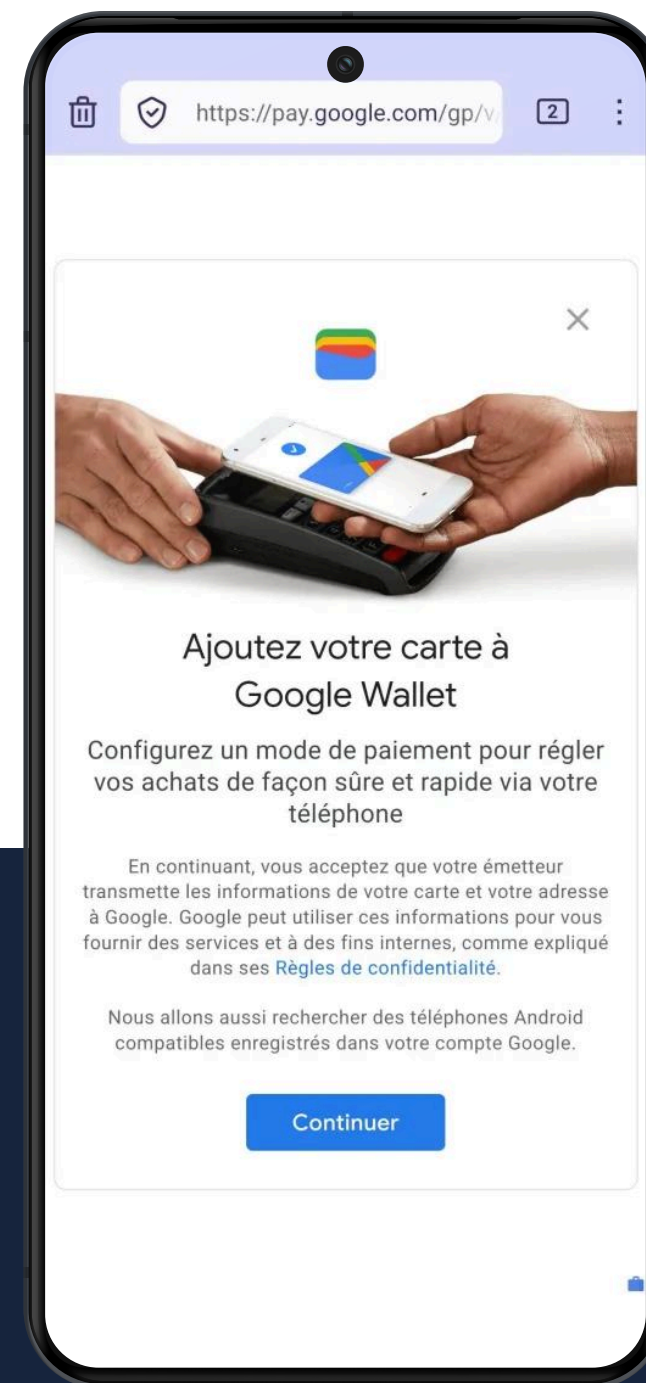 https://pay.google.com/gp/v
2
Ajoutez votre carte à
Google Wallet
Configurez un mode de paiement pour régler
vos achats de façon sûre et rapide via votre
téléphone
En continuant, vous acceptez que votre émetteur
transmette les informations de votre carte et votre adresse
à Google. Google peut utiliser ces informations pour vous
fournir des services et à des fins internes, comme expliqué
dans ses Règles de confidentialité.
Nous allons aussi rechercher des téléphones Android
compatibles enregistrés dans votre compte Google.
Continuer